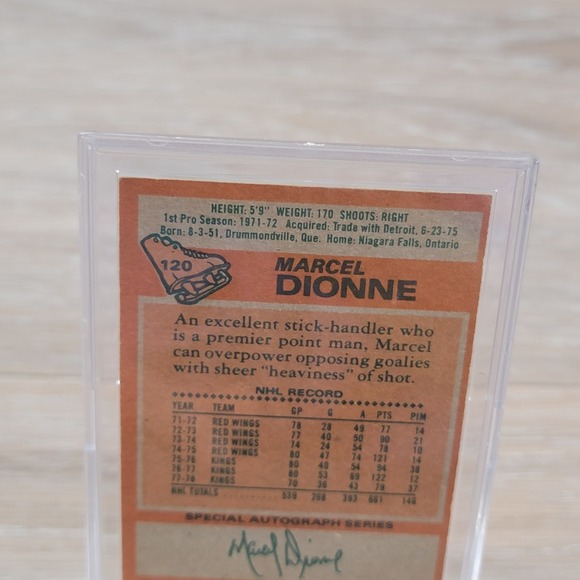 HEIGHT: 5'9" WEIGHT: 170 SHOOTS: RIGHT
1st Pro Season: 1971-72 Acquired: Trade with Detroit, 6-23-75
Born: 8-3-51, Drummondville, Que. Home: Niagara Falls, Ontario
120
MARCEL
DIONNE
An excellent stick-handler who
is a premier point man, Marcel
can overpower opposing goalies
with sheer "heaviness" of shot.
NHL RECORD
YEAR TEAM GP G A PTS PIM
71-72 RED WINGS 78 28 49 77 14
72-73 RED WINGS 77 40 50 90 21
73-74 RED WINGS 74 24 54 78 10
74-75 RED WINGS 80 47 74 121 14
75-76 KINGS 80 40 54 94 38
76-77 KINGS 80 53 69 122 12
77-78 KINGS 70 36 43 79 37
NHL TOTALS 539 268 393 661 146
SPECIAL AUTOGRAPH SERIES
Marcel Dionne